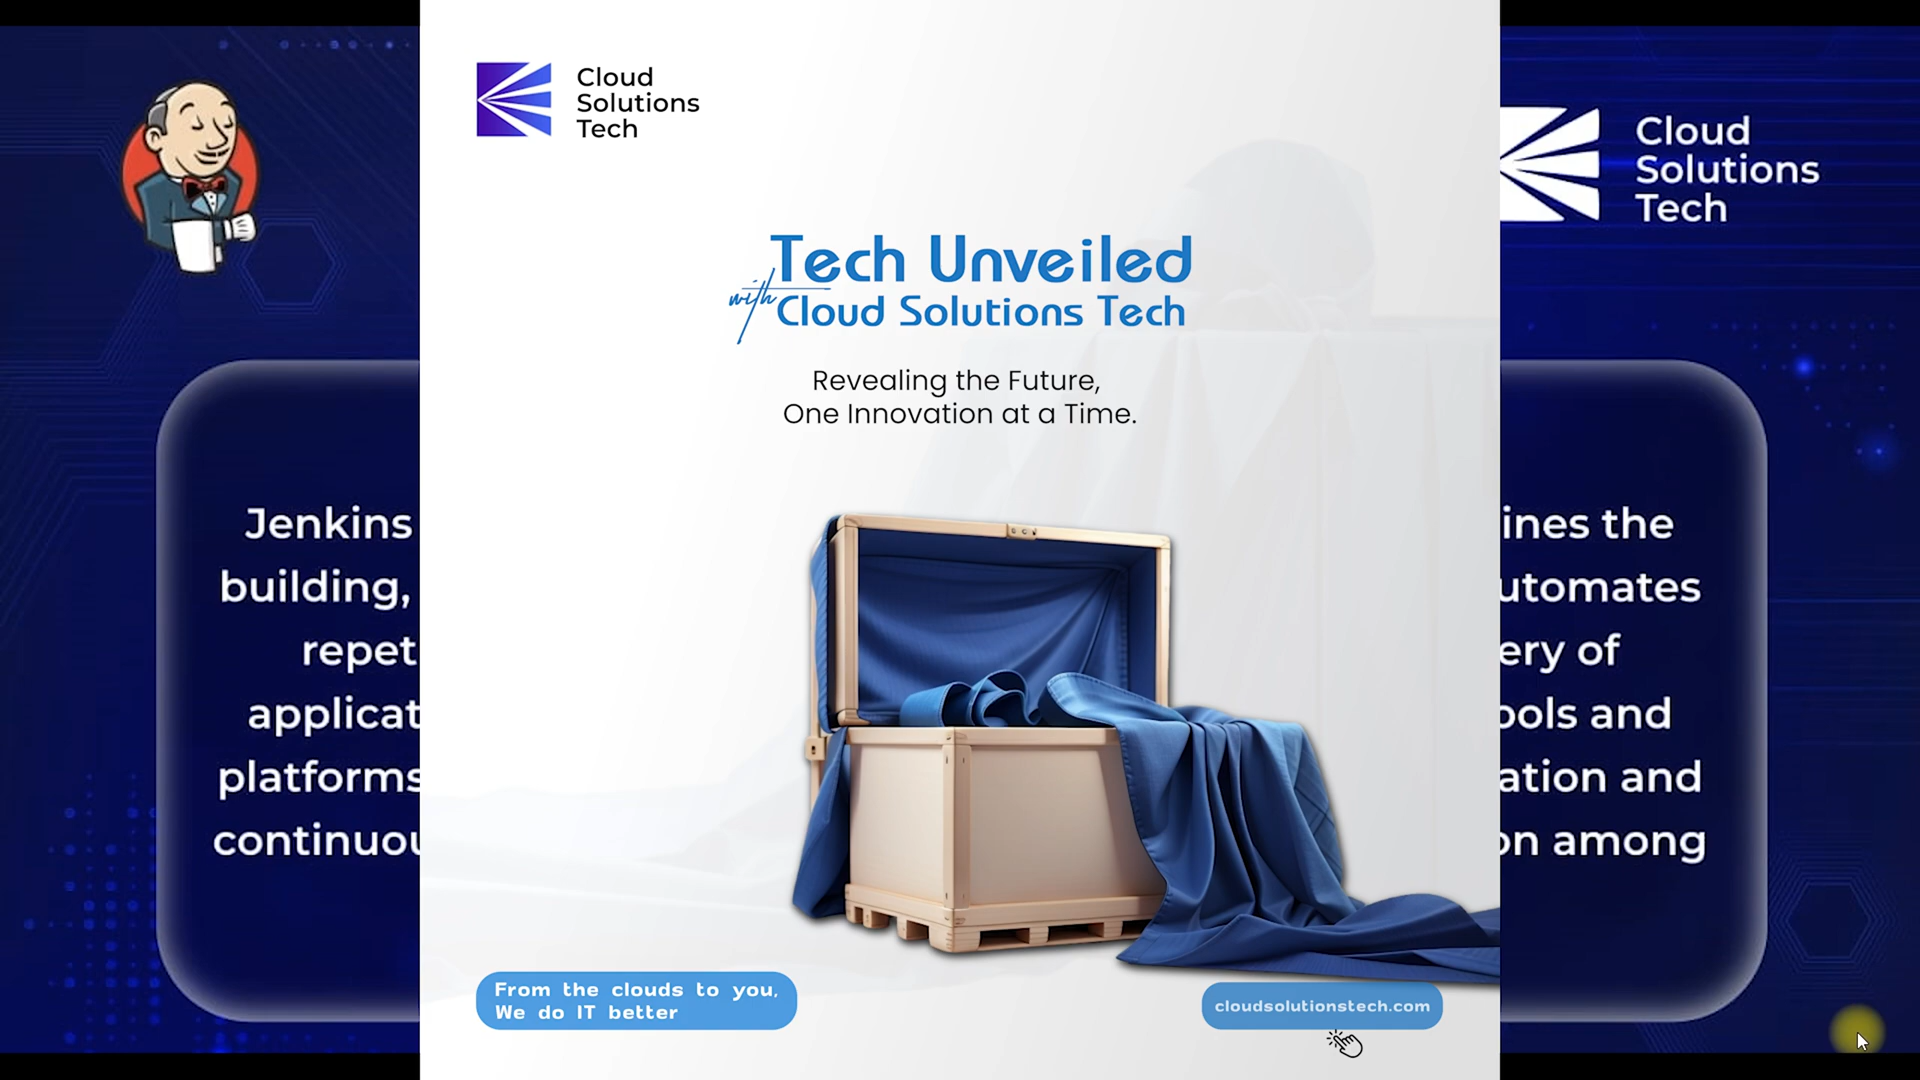 Cloud
Solutions
Tech
Tech Unveiled
with Cloud Solutions Tech
Revealing the Future,
One Innovation at a Time.
From the clouds to you,
We do IT better
cloudsolutionstech.com
Jenkins
building,
repet
applicat
platforms
continuou
Cloud
Solutions
Tech
ines the
utomates
ery of
ools and
ation and
on among